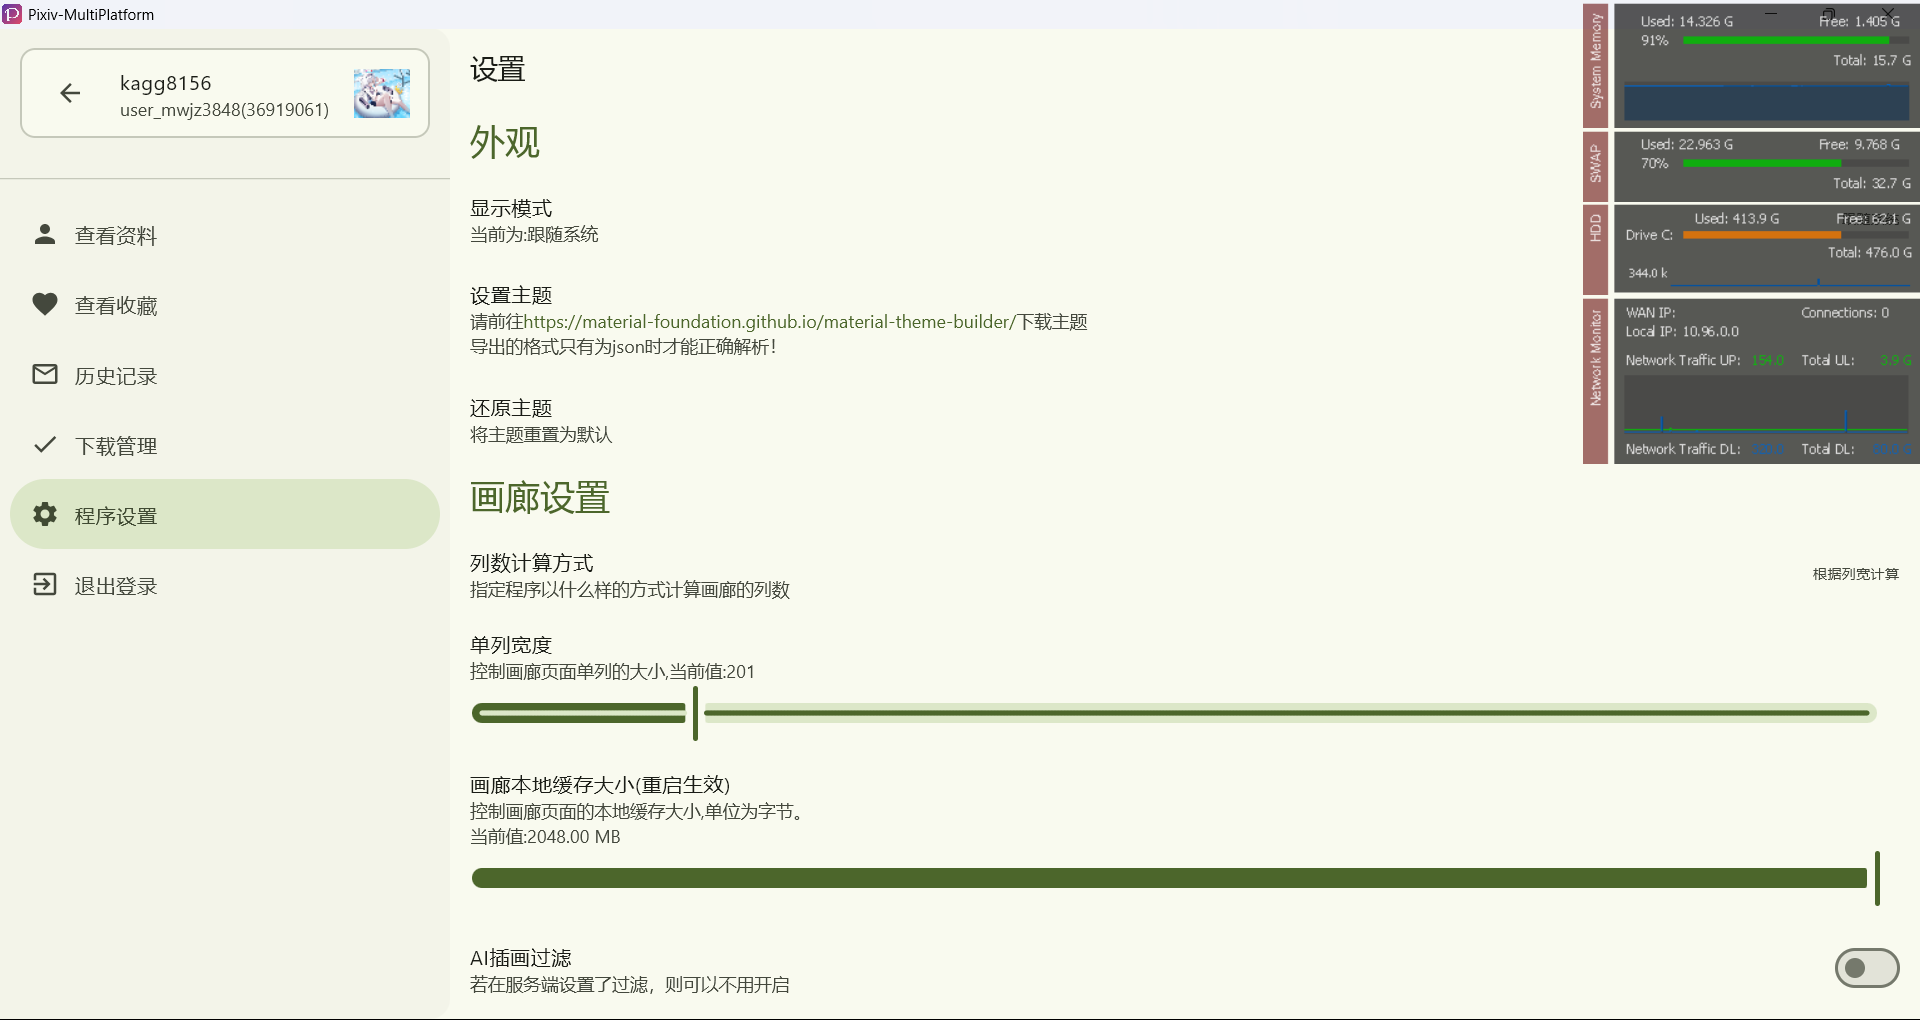 Pixiv-MultiPlatform
kagg8156
user_mwjz3848(36919061)
查看资料
查看收藏
历史记录
下载管理
程序设置
退出登录
设置
外观
显示模式
当前为:跟随系统
设置主题
请前往https://material-foundation.github.io/material-theme-builder/下载主题
导出的格式只有为json时才能正确解析！
还原主题
将主题重置为默认
画廊设置
列数计算方式
指定程序以什么样的方式计算画廊的列数
根据列宽计算
单列宽度
控制画廊页面单列的大小,当前值:201
画廊本地缓存大小(重启生效)
控制画廊页面的本地缓存大小,单位为字节。
当前值:2048.00 MB
AI插画过滤
若在服务端设置了过滤，则可以不用开启
System Memory
Used: 14.326 G Free: 1.405 G
91%
Total: 15.7 G
SWAP
Used: 22.963 G Free: 9.768 G
70%
Total: 32.7 G
HDD
Used: 413.9 G Free: G
Drive C:
Total: 476.0 G
344.0 k
Network Monitor
WAN IP: Connections: 0
Local IP: 10.96.0.0
Network Traffic UP: 154.0 Total UL: 3.9 G
Network Traffic DL: Total DL: